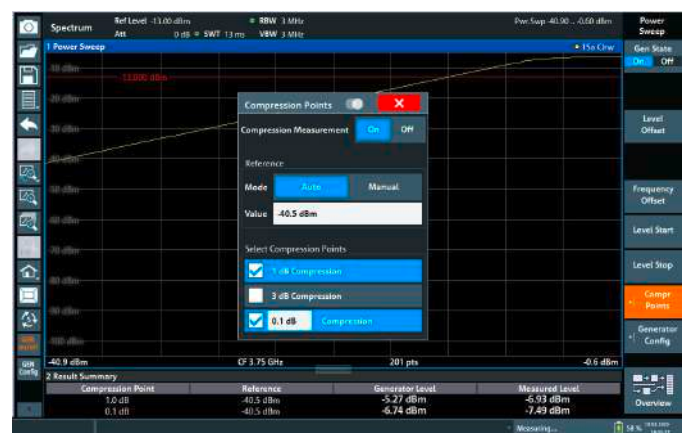 Spectrum
Ref Level -13.00 dBm
RBW 3 MHz
Pwr.Swp -40.90 .. -0.60 dBm
Att 0 dB SWT 13 ms VBW 3 MHz
Power Sweep
1 Power Sweep
1Sa Clrw
Gen State
On Off
-13.000 dBm
Level Offset
Frequency Offset
Level Start
Level Stop
Compr Points
Generator Config
Overview
Compression Points
Compression Measurement On Off
Reference
Mode Auto Manual
Value -40.5 dBm
Select Compression Points
1 dB Compression
3 dB Compression
0.1 dB Compression
-40.9 dBm
CF 3.75 GHz
201 pts
-0.6 dBm
2 Result Summary
Compression Point Reference Generator Level Measured Level
1.0 dB -40.5 dBm -5.27 dBm -6.93 dBm
0.1 dB -40.5 dBm -6.74 dBm -7.49 dBm
GEN Config
Measuring...
58 %